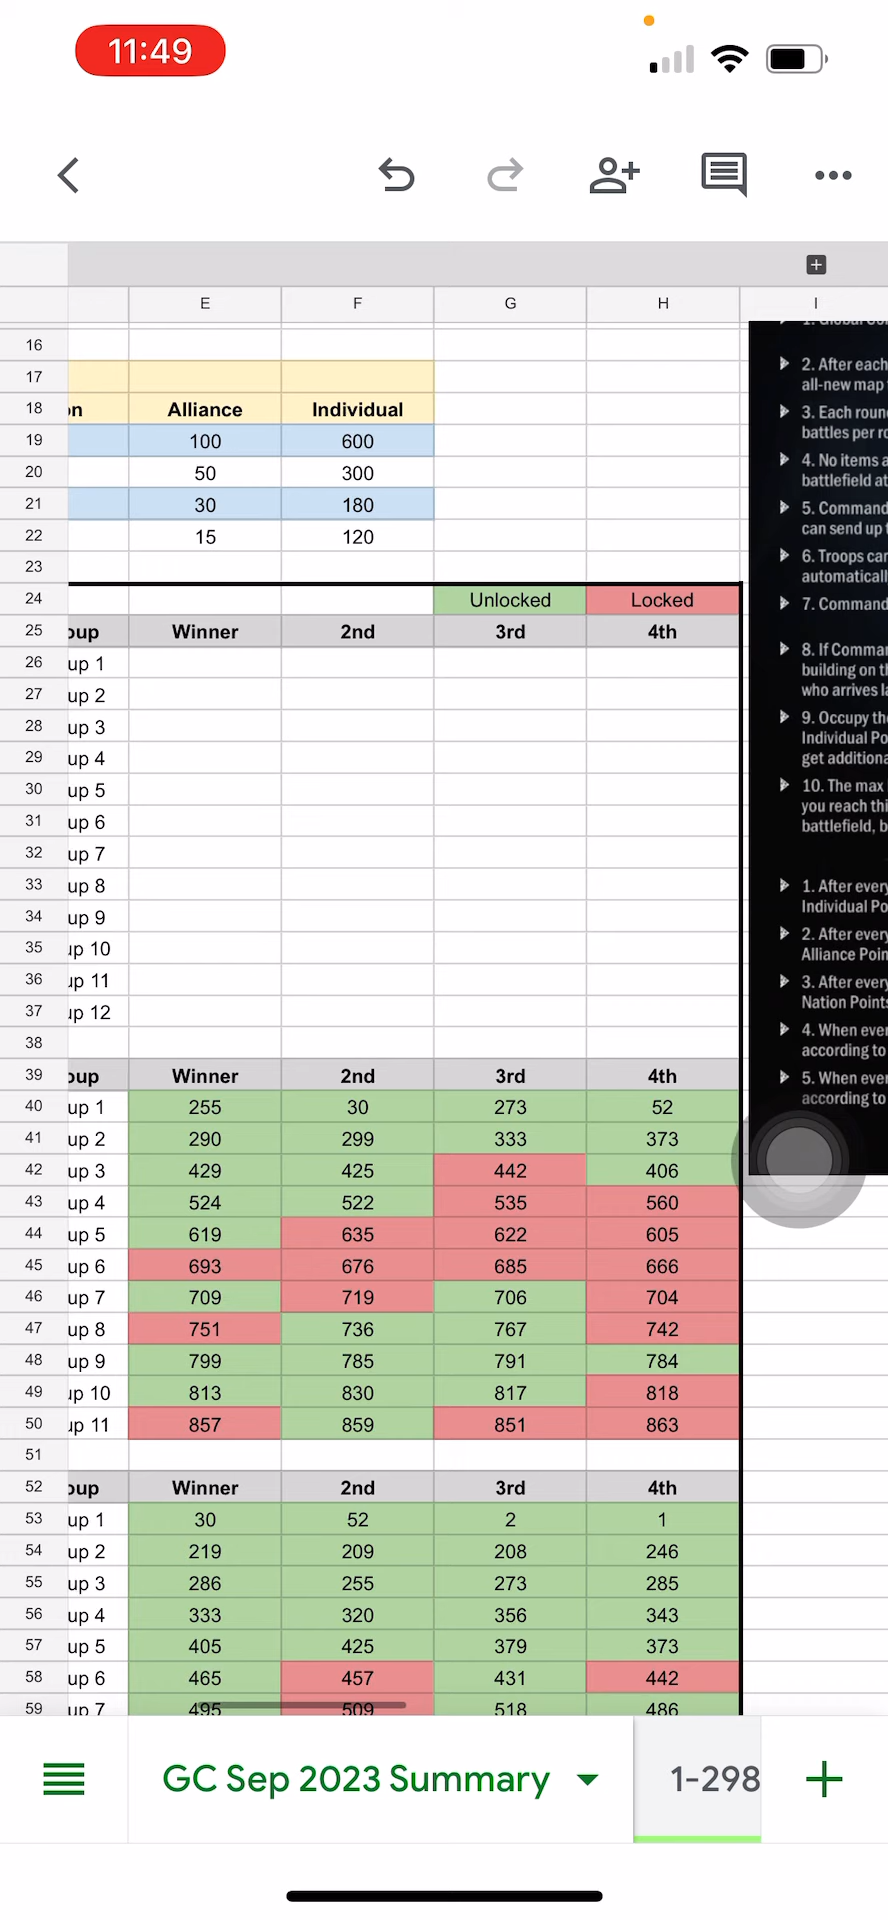 11:49
E F G H I
16
17
18 on Alliance Individual
19 100 600
20 50 300
21 30 180
22 15 120
23
24 Unlocked Locked
25 oup Winner 2nd 3rd 4th
26 up 1
27 up 2
28 up 3
29 up 4
30 up 5
31 up 6
32 up 7
33 up 8
34 up 9
35 up 10
36 up 11
37 up 12
38
39 oup Winner 2nd 3rd 4th
40 up 1 255 30 273 52
41 up 2 290 299 333 373
42 up 3 429 425 442 406
43 up 4 524 522 535 560
44 up 5 619 635 622 605
45 up 6 693 676 685 666
46 up 7 709 719 706 704
47 up 8 751 736 767 742
48 up 9 799 785 791 784
49 up 10 813 830 817 818
50 up 11 857 859 851 863
51
52 oup Winner 2nd 3rd 4th
53 up 1 30 52 2 1
54 up 2 219 209 208 246
55 up 3 286 255 273 285
56 up 4 333 320 356 343
57 up 5 405 425 379 373
58 up 6 465 457 431 442
59 up 7 495 509 518 486
2. After each
all-new map
3. Each roun
battles per ro
4. No items a
battlefield at
5. Command
can send up
6. Troops can
automaticall
7. Command
8. If Comman
building on th
who arrives la
9. Occupy the
Individual Po
get additiona
10. The max
you reach thi
battlefield, b
1. After every
Individual Po
2. After every
Alliance Poin
3. After every
Nation Points
4. When ever
according to
5. When ever
according to
GC Sep 2023 Summary 1-298